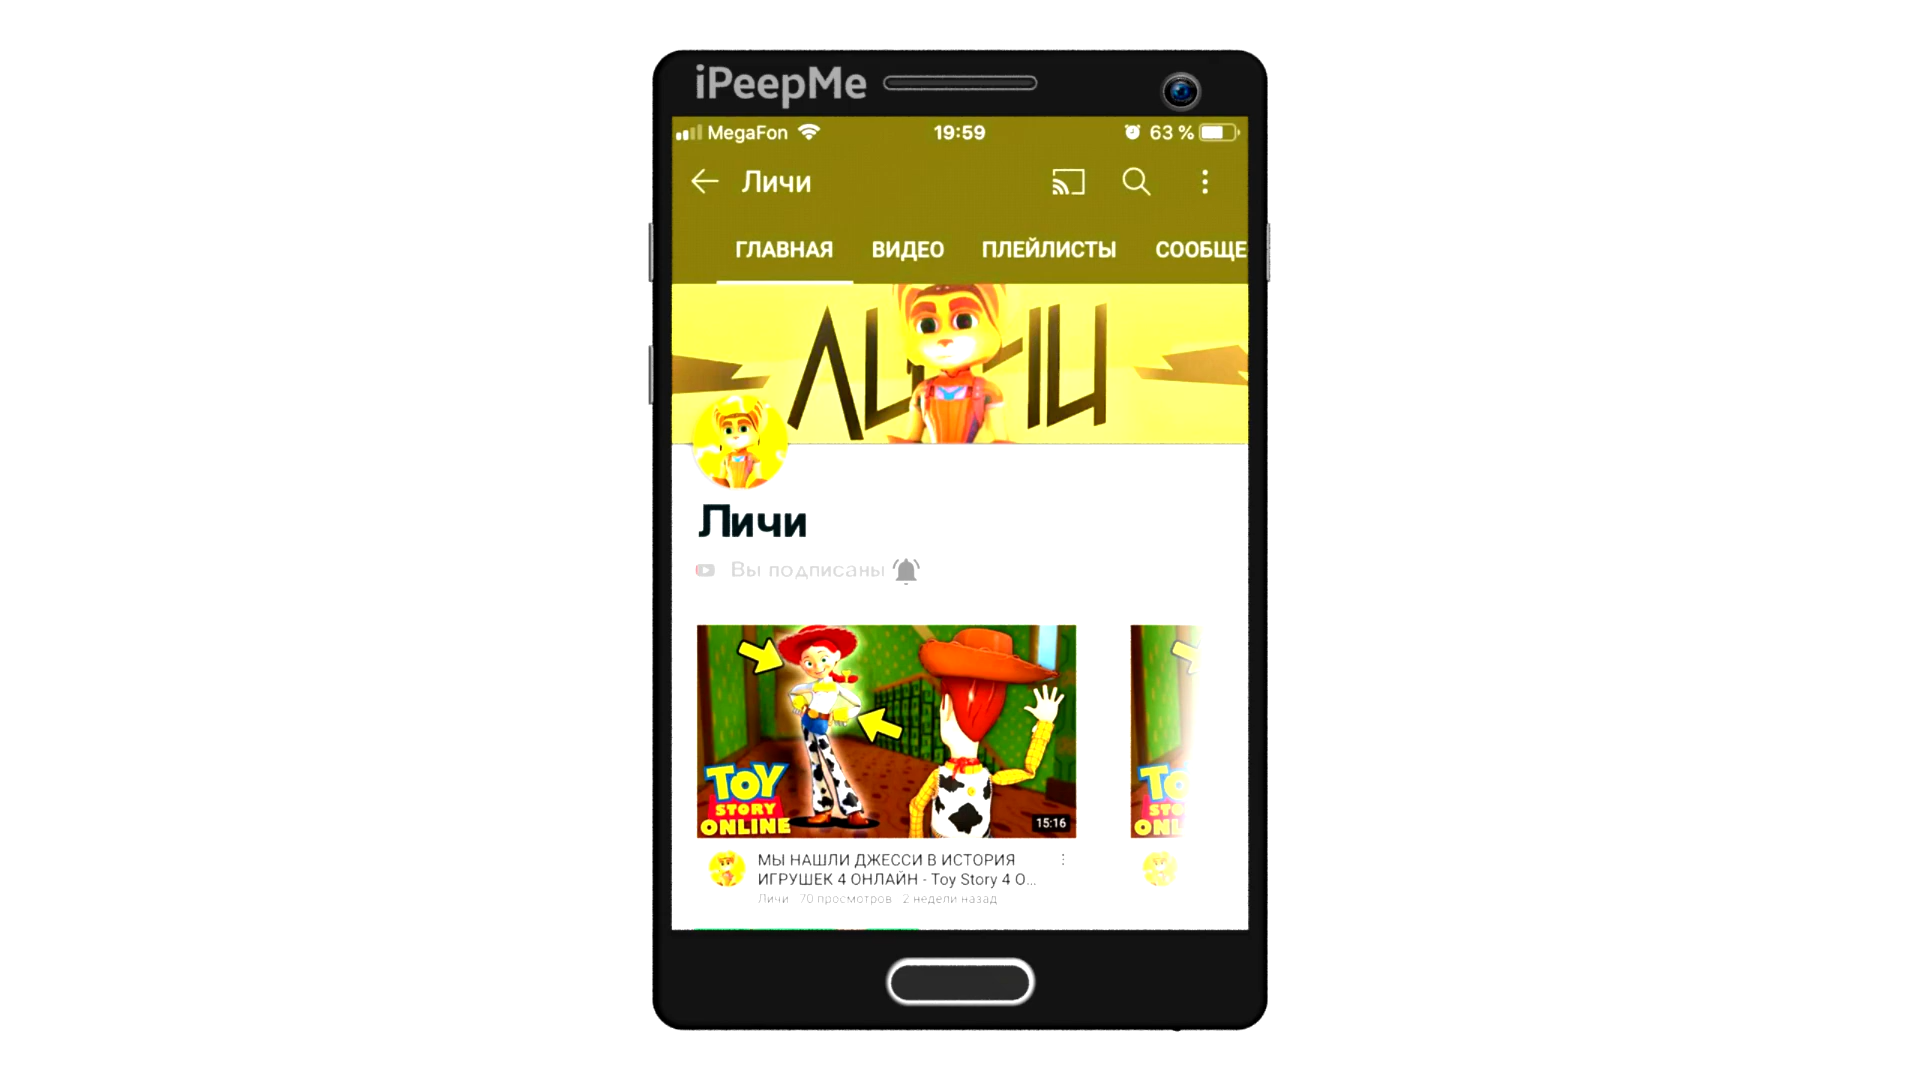 iPeepMe
MegaFon 19:59 63 %
Личи
ГЛАВНАЯ ВИДЕО ПЛЕЙЛИСТЫ СООБЩЕ
Личи
Вы подписаны
TOY
STORY
ONLINE
15:16
МЫ НАШЛИ ДЖЕССИ В ИСТОРИЯ
ИГРУШЕК 4 ОНЛАЙН - Toy Story 4 O...
Личи 70 просмотров 2 недели назад